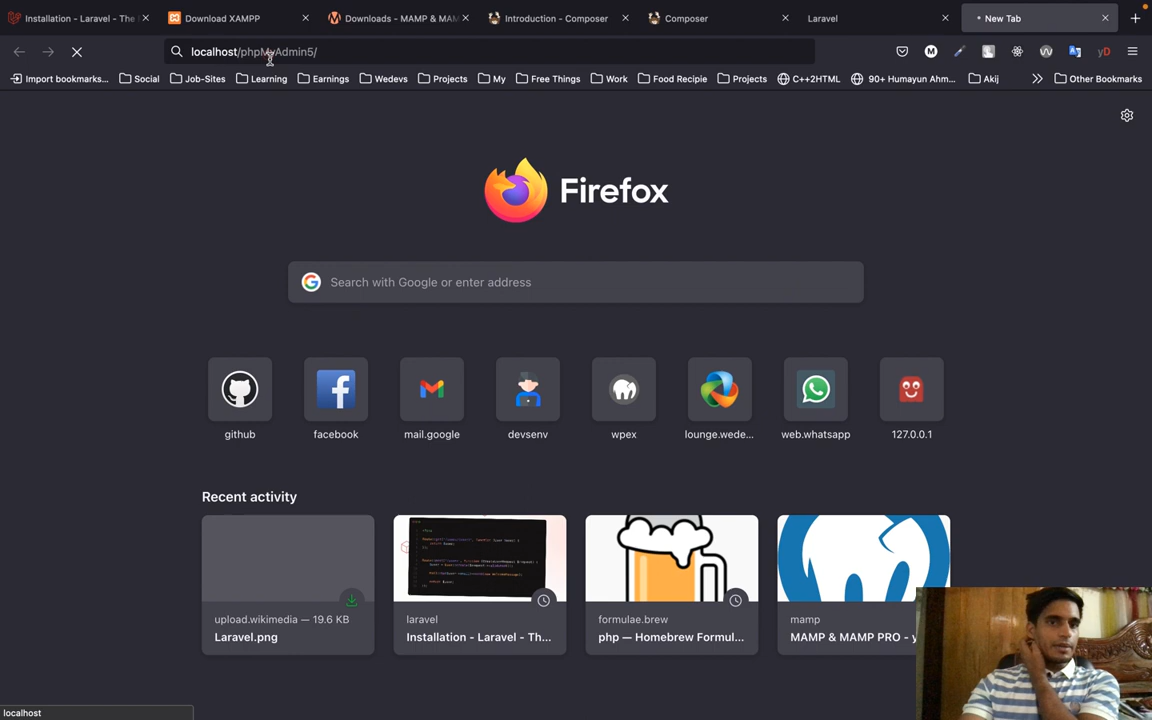 Installation - Laravel - The
Download XAMPP
Downloads - MAMP & MAM
Introduction - Composer
Composer
Laravel
New Tab
localhost/phpMyAdmin5/
Import bookmarks...
Social
Job-Sites
Learning
Earnings
Wedevs
Projects
My
Free Things
Work
Food Recipie
Projects
C++2HTML
90+ Humayun Ahm...
Akij
Other Bookmarks
Firefox
Search with Google or enter address
github
facebook
mail.google
devsenv
wpex
lounge.wede...
web.whatsapp
127.0.0.1
Recent activity
upload.wikimedia — 19.6 KB
Laravel.png
laravel
Installation - Laravel - Th...
formulae.brew
php — Homebrew Formul...
mamp
MAMP & MAMP PRO - y
localhost